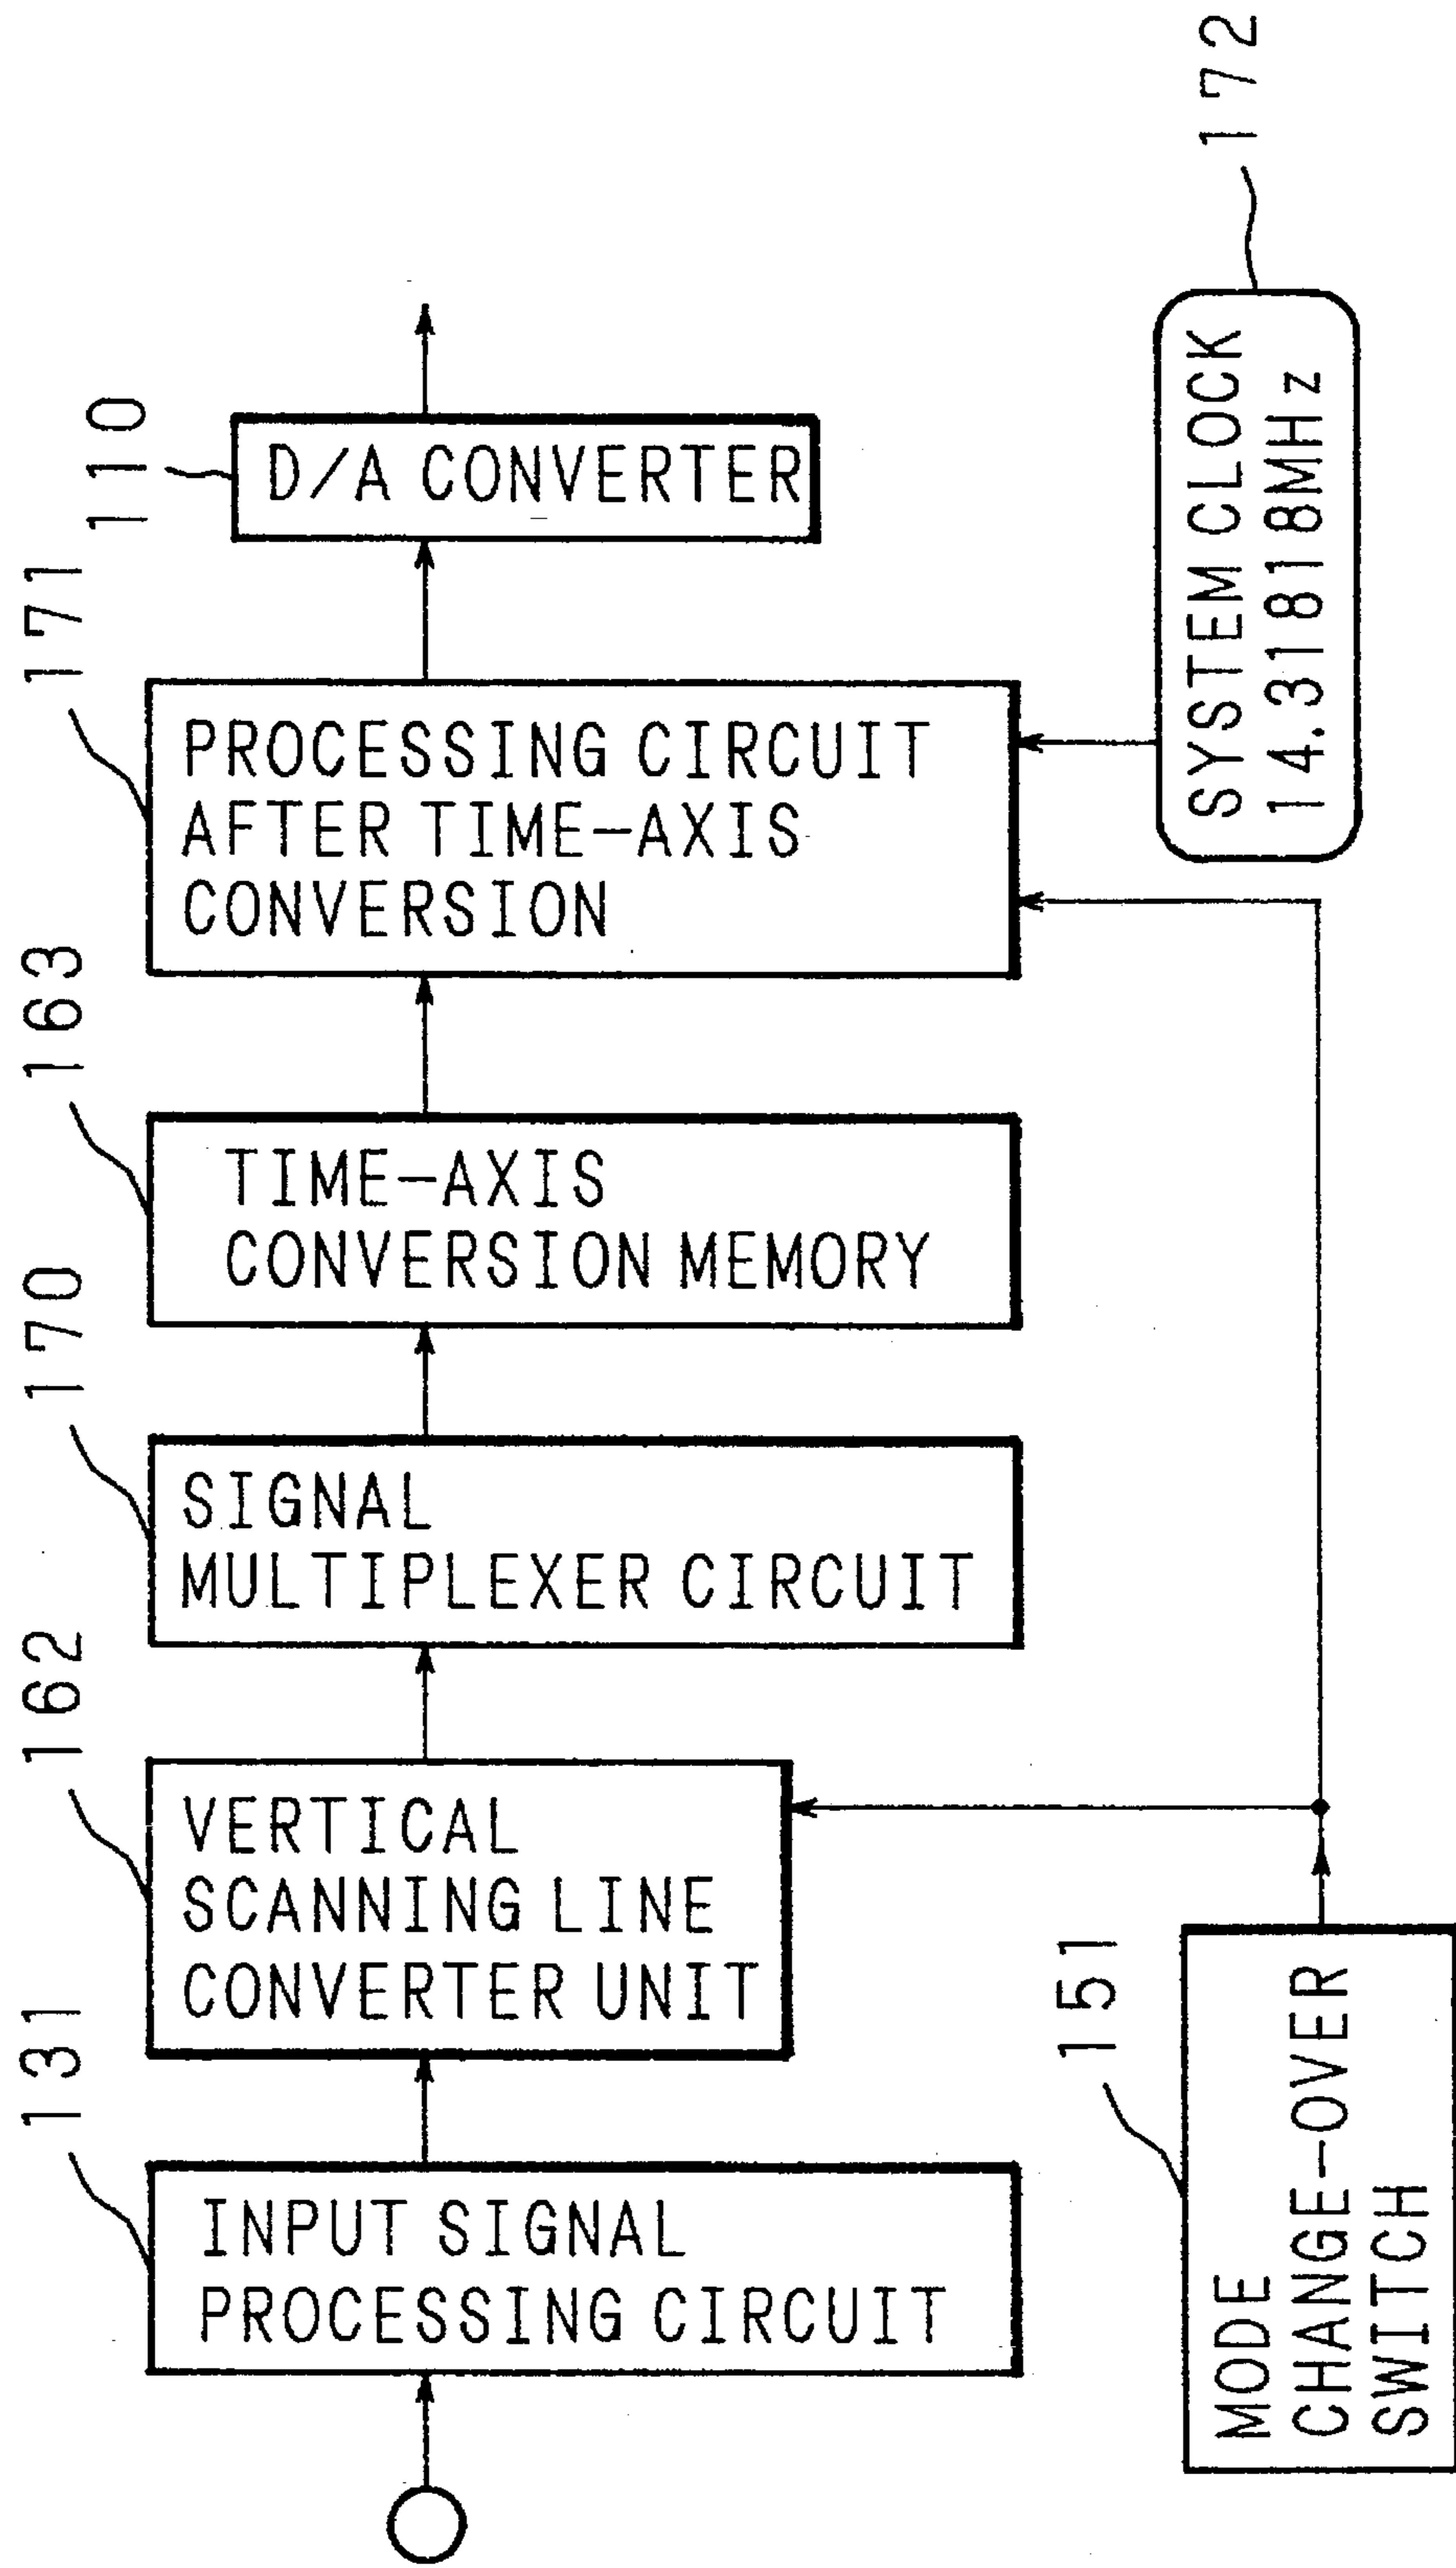 131
INPUT SIGNAL
PROCESSING CIRCUIT
162
VERTICAL
SCANNING LINE
CONVERTER UNIT
170
SIGNAL
MULTIPLEXER CIRCUIT
163
TIME-AXIS
CONVERSION MEMORY
171
PROCESSING CIRCUIT
AFTER TIME-AXIS
CONVERSION
110
D/A CONVERTER
151
MODE
CHANGE-OVER
SWITCH
SYSTEM CLOCK
14.31818MHz
172